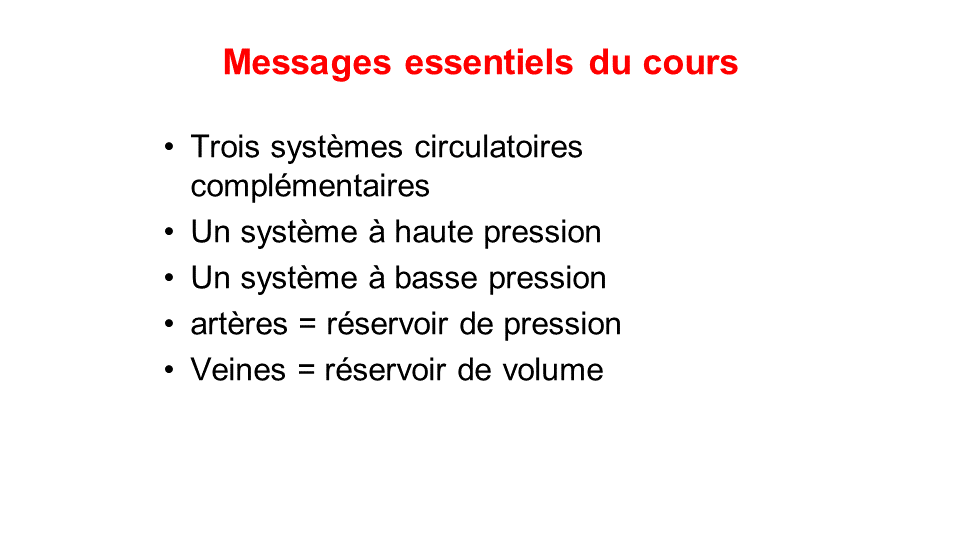 Messages essentiels du cours
• Trois systèmes circulatoires
complémentaires
• Un système à haute pression
• Un système à basse pression
• artères = réservoir de pression
• Veines = réservoir de volume